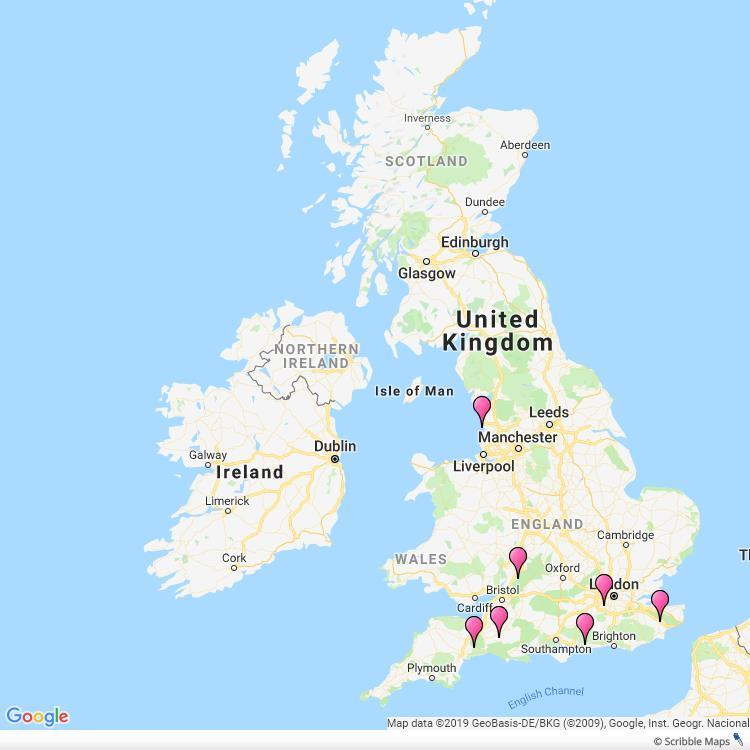 Inverness
SCOTLAND
Aberdeen
Dundee
Edinburgh
Glasgow
United
Kingdom
NORTHERN
IRELAND
Isle of Man
Leeds
Manchester
Liverpool
Dublin
Galway
Ireland
Limerick
Cork
ENGLAND
Cambridge
WALES
Oxford
Bristol
Cardiff
Brighton
Southampton
Plymouth
English Channel
Google
Map data ©2019 GeoBasis-DE/BKG (©2009), Google, Inst. Geogr. Nacional
© Scribble Maps